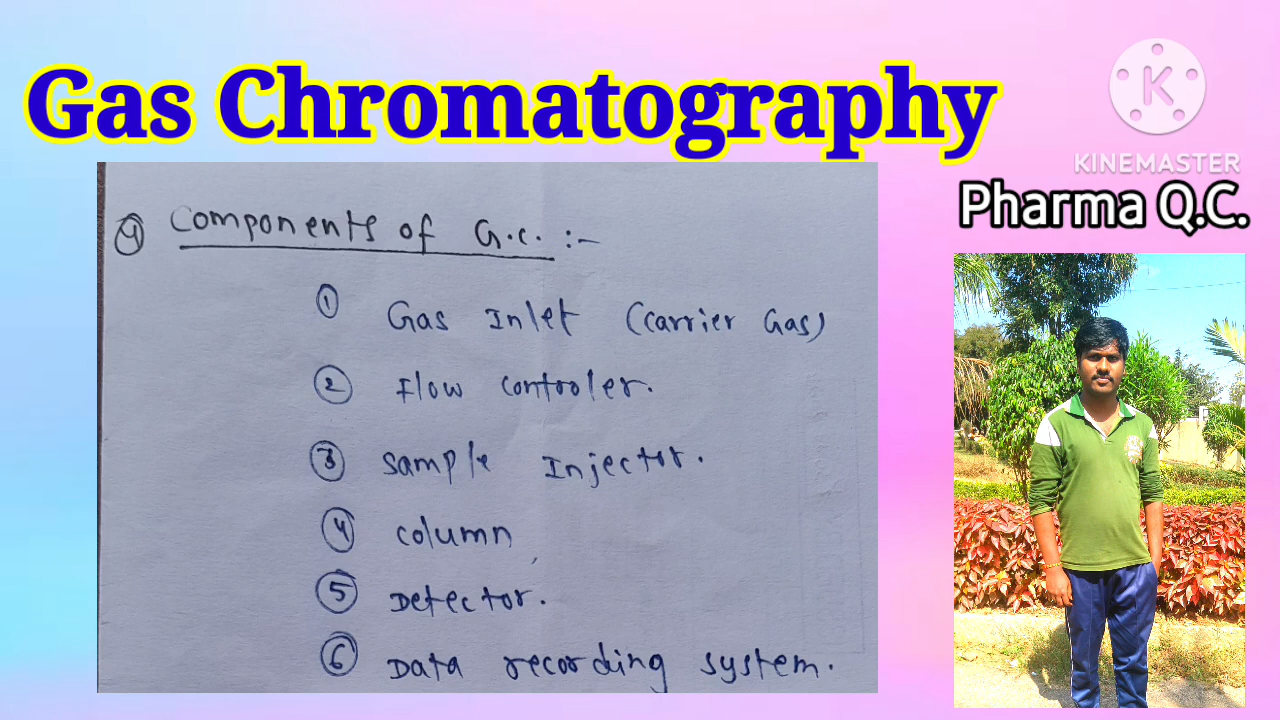 Gas Chromatography
K
KINEMASTER
Pharma Q.C.
④ Components of G.C. :-
① Gas Inlet (Carrier Gas)
② Flow controoler.
③ Sample Injector.
④ column
⑤ Detector.
⑥ Data recording system.